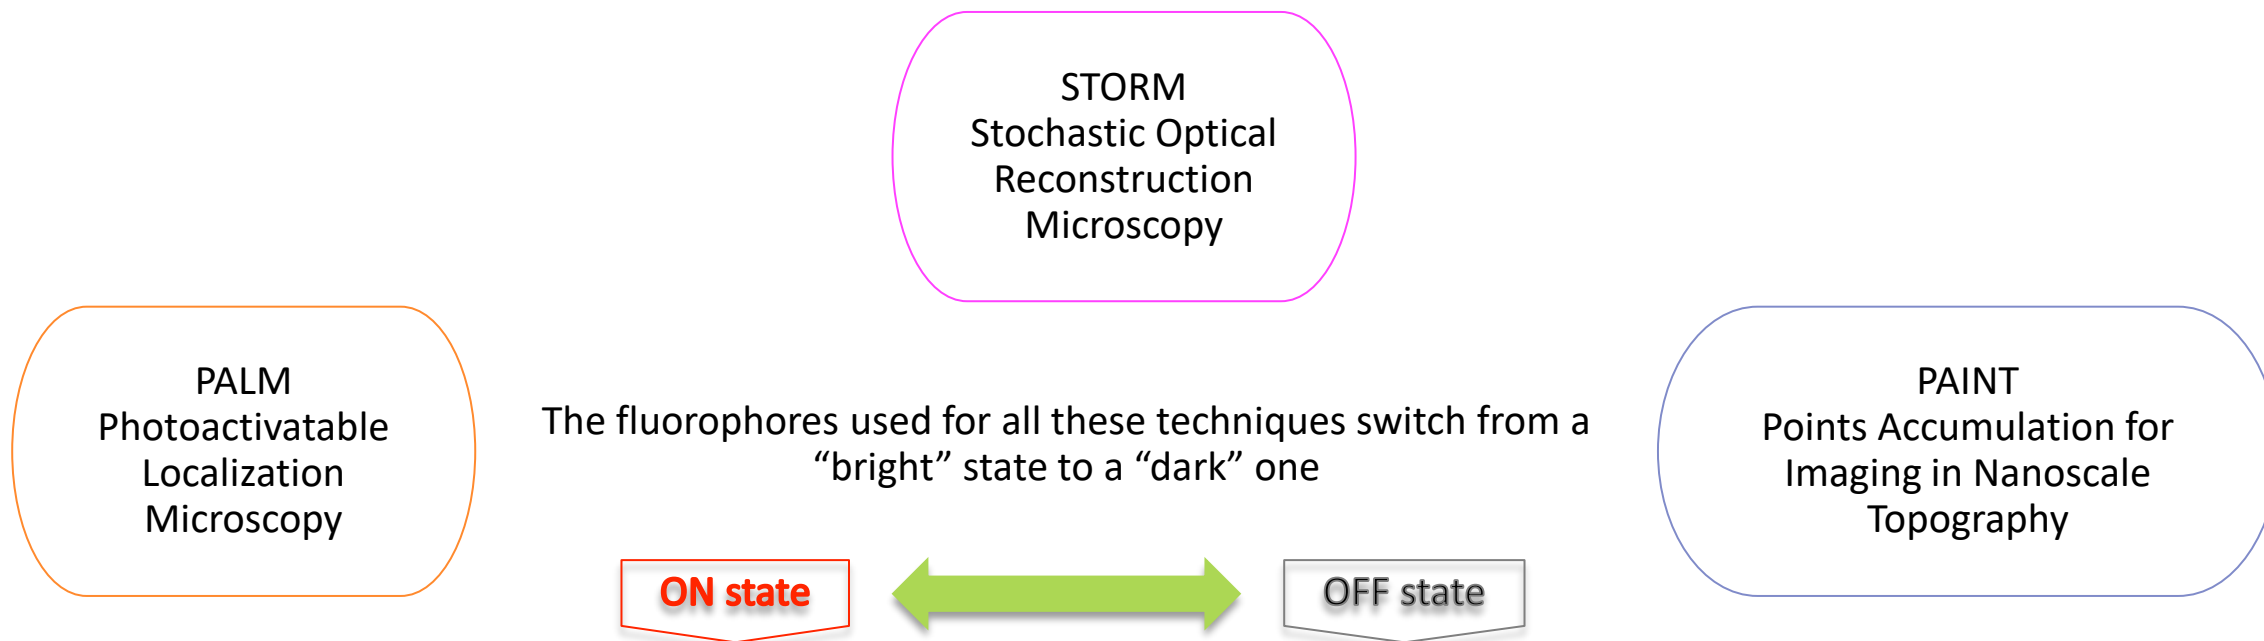 STORM
Stochastic Optical
Reconstruction
Microscopy
PALM
Photoactivatable
Localization
Microscopy
The fluorophores used for all these techniques switch from a
“bright” state to a “dark” one
PAINT
Points Accumulation for
Imaging in Nanoscale
Topography
ON state
OFF state